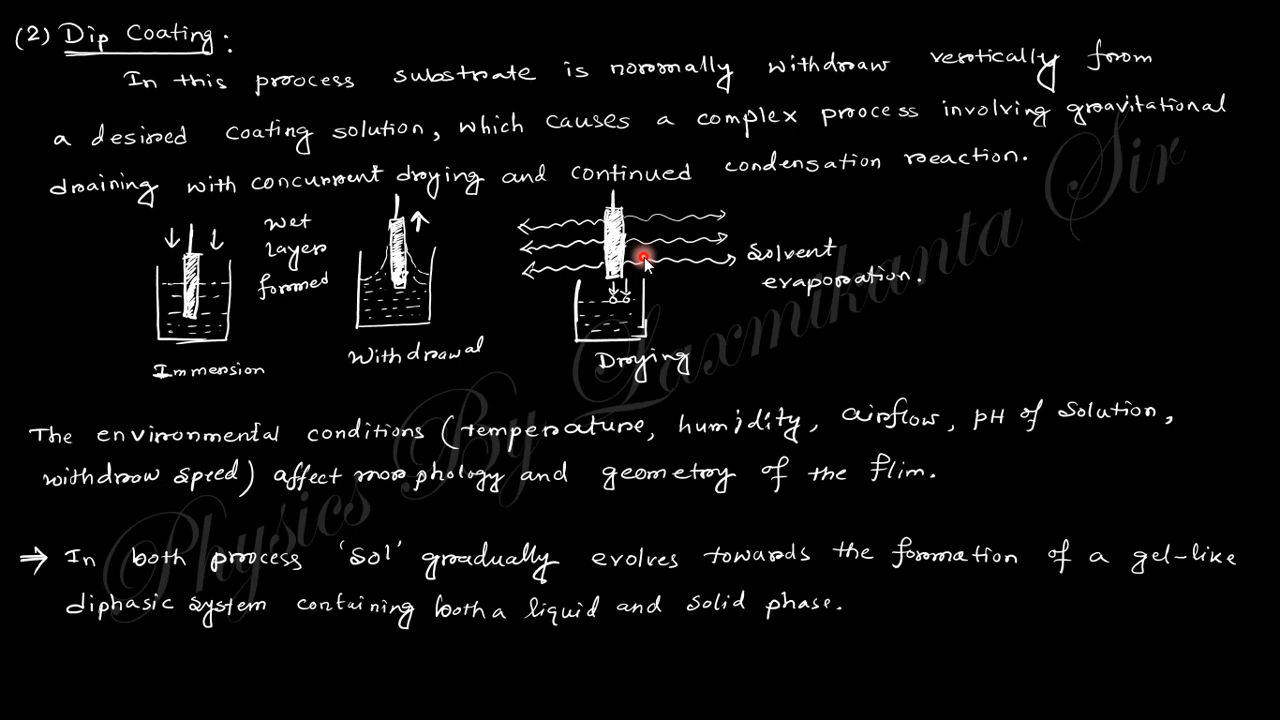 (2) Dip Coating:
In this process substrate is normally withdraw vertically from
a desired coating solution, which causes a complex process involving gravitational
draining with concurrent drying and continued condensation reaction.
Wet
layer
formed
Solvent
evaporation.
Immersion
Withdrawal
Drying
The environmental conditions (temperature, humidity, airflow, pH of solution,
withdraw speed) affect morphology and geometry of the flim.
⇒ In both process 'sol' gradually evolves towards the formation of a gel-like
diphasic system containing both a liquid and solid phase.
Physics By Laxmikanta Sir